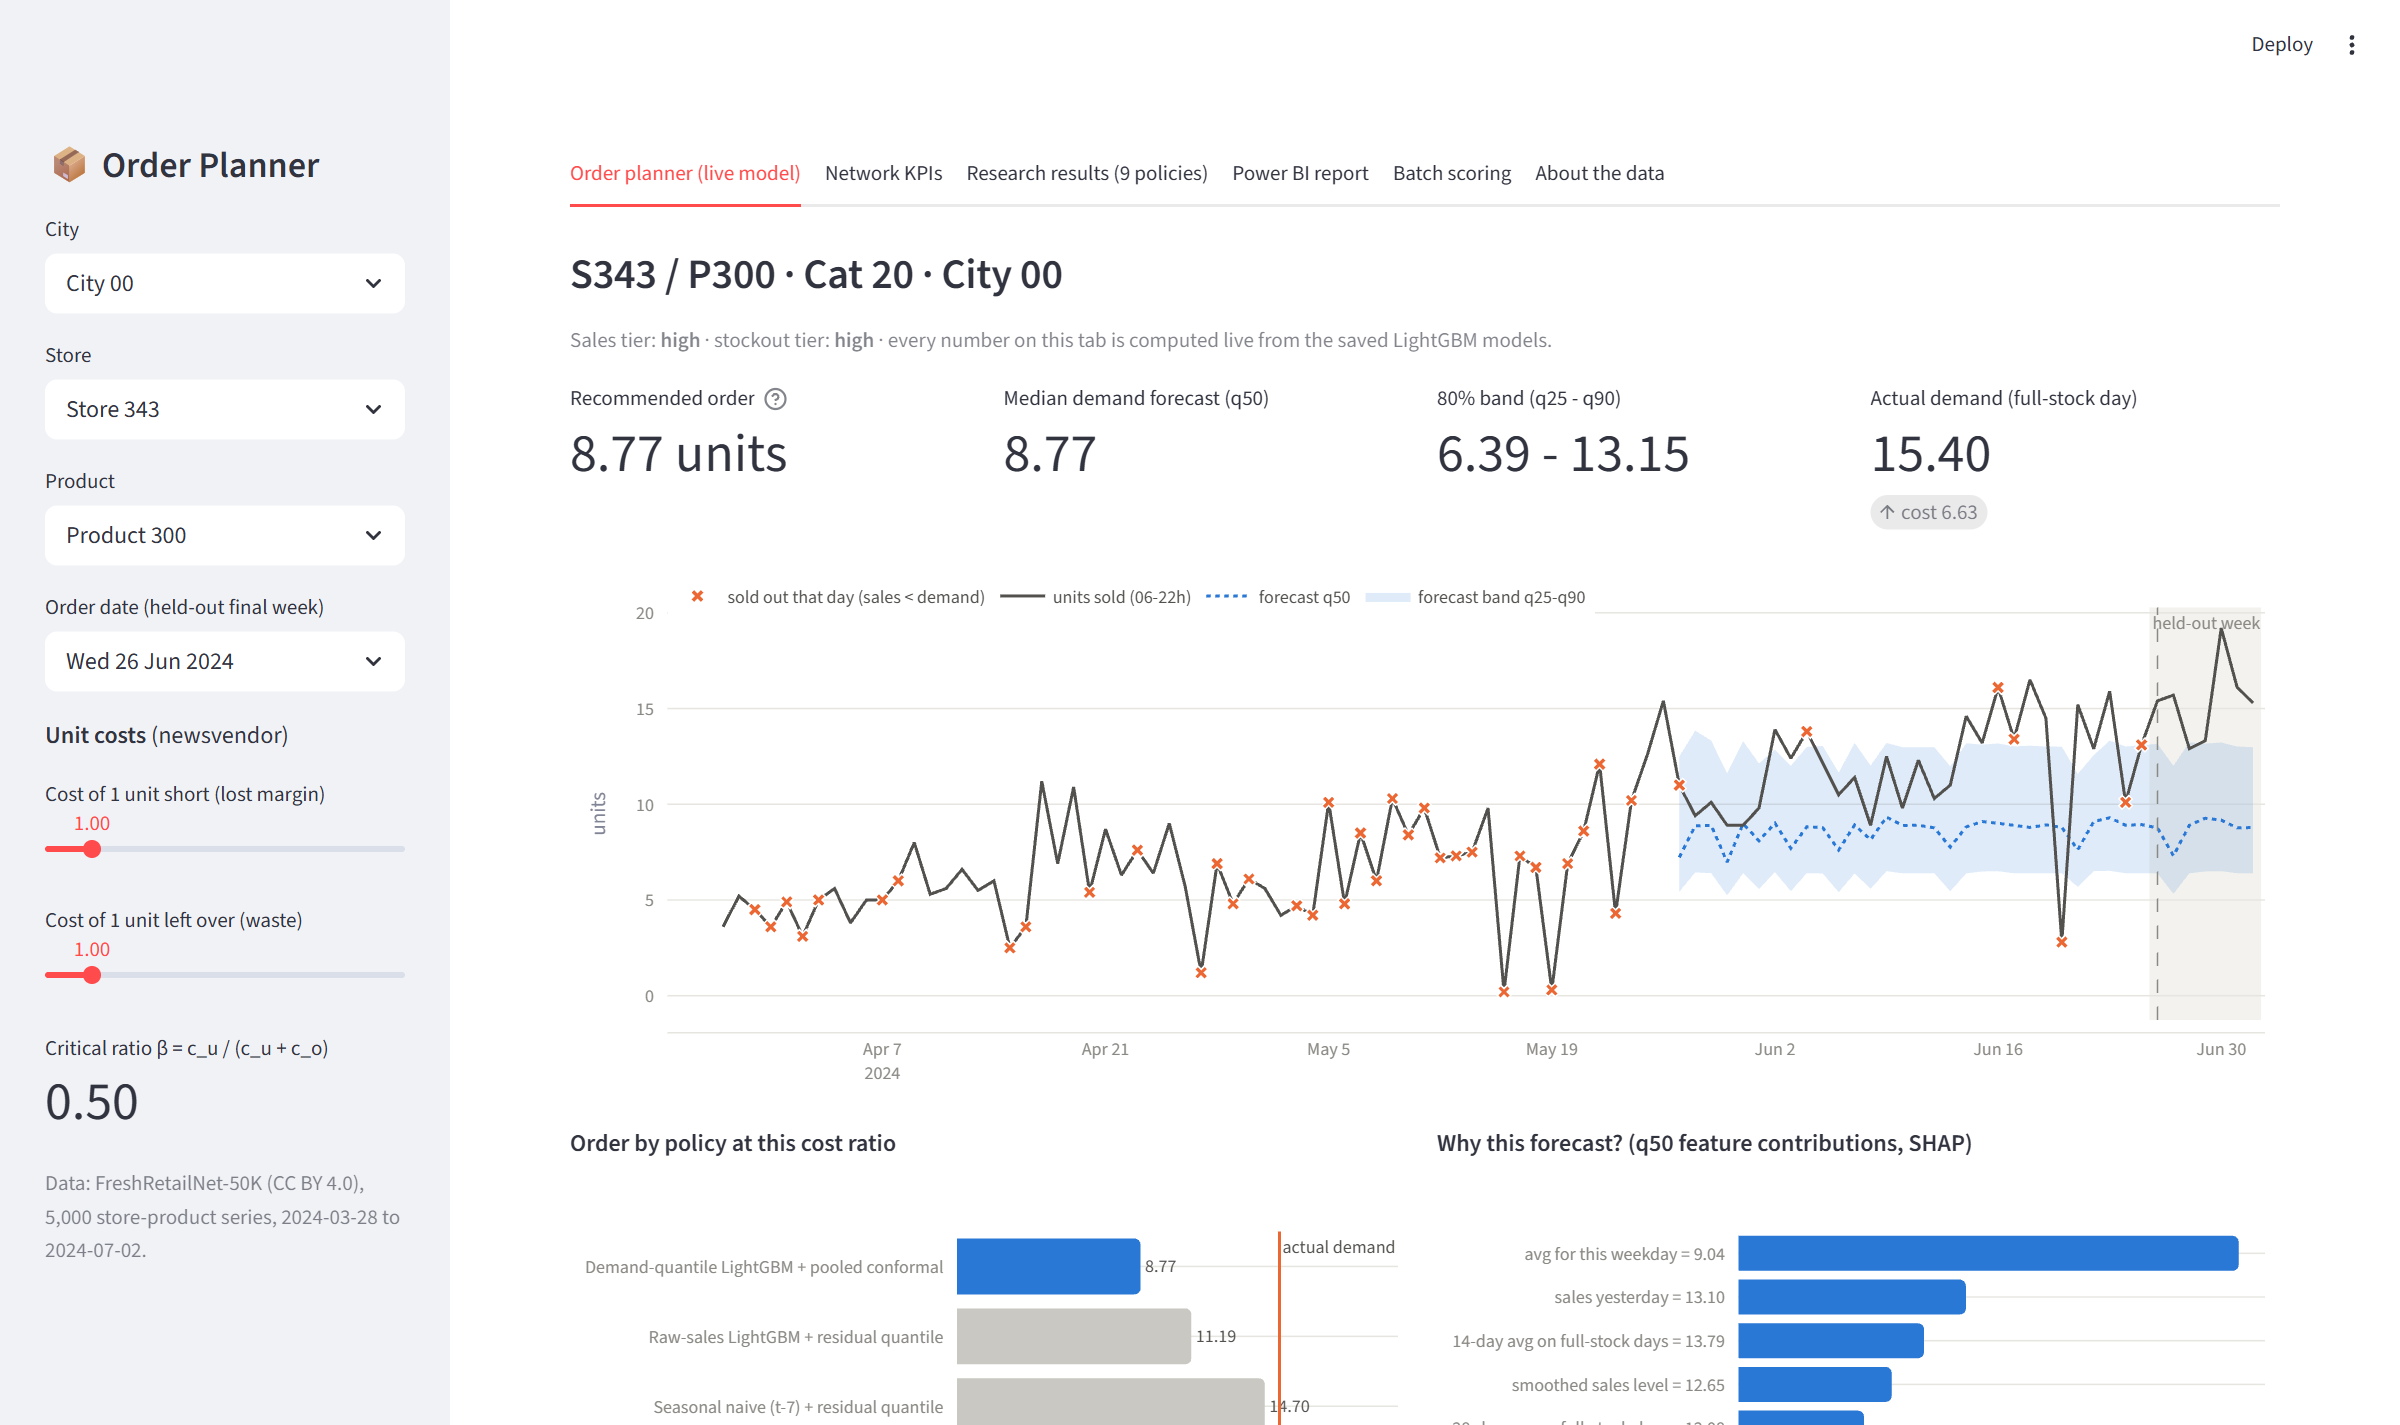 Deploy
📦 Order Planner
City
City 00
Store
Store 343
Product
Product 300
Order date (held-out final week)
Wed 26 Jun 2024
Unit costs (newsvendor)
Cost of 1 unit short (lost margin)
1.00
Cost of 1 unit left over (waste)
1.00
Critical ratio β = c_u / (c_u + c_o)
0.50
Data: FreshRetailNet-50K (CC BY 4.0),
5,000 store-product series, 2024-03-28 to
2024-07-02.
Order planner (live model) Network KPIs Research results (9 policies) Power BI report Batch scoring About the data
S343 / P300 · Cat 20 · City 00
Sales tier: high · stockout tier: high · every number on this tab is computed live from the saved LightGBM models.
Recommended order
8.77 units
Median demand forecast (q50)
8.77
80% band (q25 - q90)
6.39 - 13.15
Actual demand (full-stock day)
15.40
↑ cost 6.63
sold out that day (sales < demand) units sold (06-22h) forecast q50 forecast band q25-q90
held-out week
units
20
15
10
5
0
Apr 7
2024
Apr 21
May 5
May 19
Jun 2
Jun 16
Jun 30
Order by policy at this cost ratio
actual demand
Demand-quantile LightGBM + pooled conformal 8.77
Raw-sales LightGBM + residual quantile 11.19
Seasonal naive (t-7) + residual quantile 14.70
Why this forecast? (q50 feature contributions, SHAP)
avg for this weekday = 9.04
sales yesterday = 13.10
14-day avg on full-stock days = 13.79
smoothed sales level = 12.65